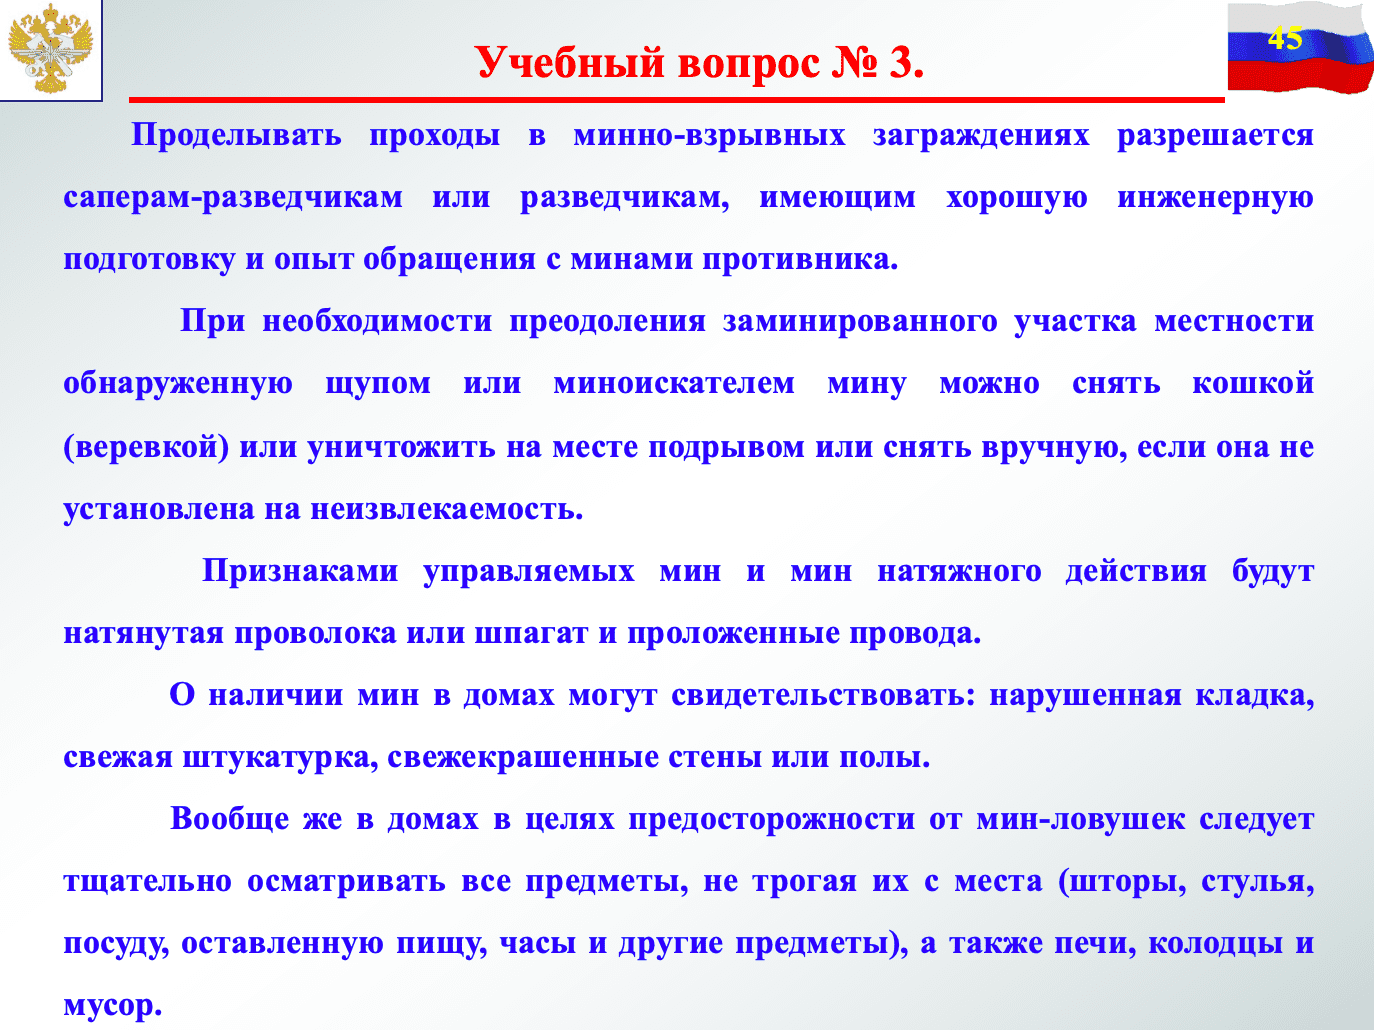 45
Учебный вопрос № 3.
Проделывать проходы в минно-взрывных заграждениях разрешается
саперам-разведчикам или разведчикам, имеющим хорошую инженерную
подготовку и опыт обращения с минами противника.
При необходимости преодоления заминированного участка местности
обнаруженную щупом или миноискателем мину можно снять кошкой
(веревкой) или уничтожить на месте подрывом или снять вручную, если она не
установлена на неизвлекаемость.
Признаками управляемых мин и мин натяжного действия будут
натянутая проволока или шпагат и проложенные провода.
О наличии мин в домах могут свидетельствовать: нарушенная кладка,
свежая штукатурка, свежекрашенные стены или полы.
Вообще же в домах в целях предосторожности от мин-ловушек следует
тщательно осматривать все предметы, не трогая их с места (шторы, стулья,
посуду, оставленную пищу, часы и другие предметы), а также печи, колодцы и
мусор.